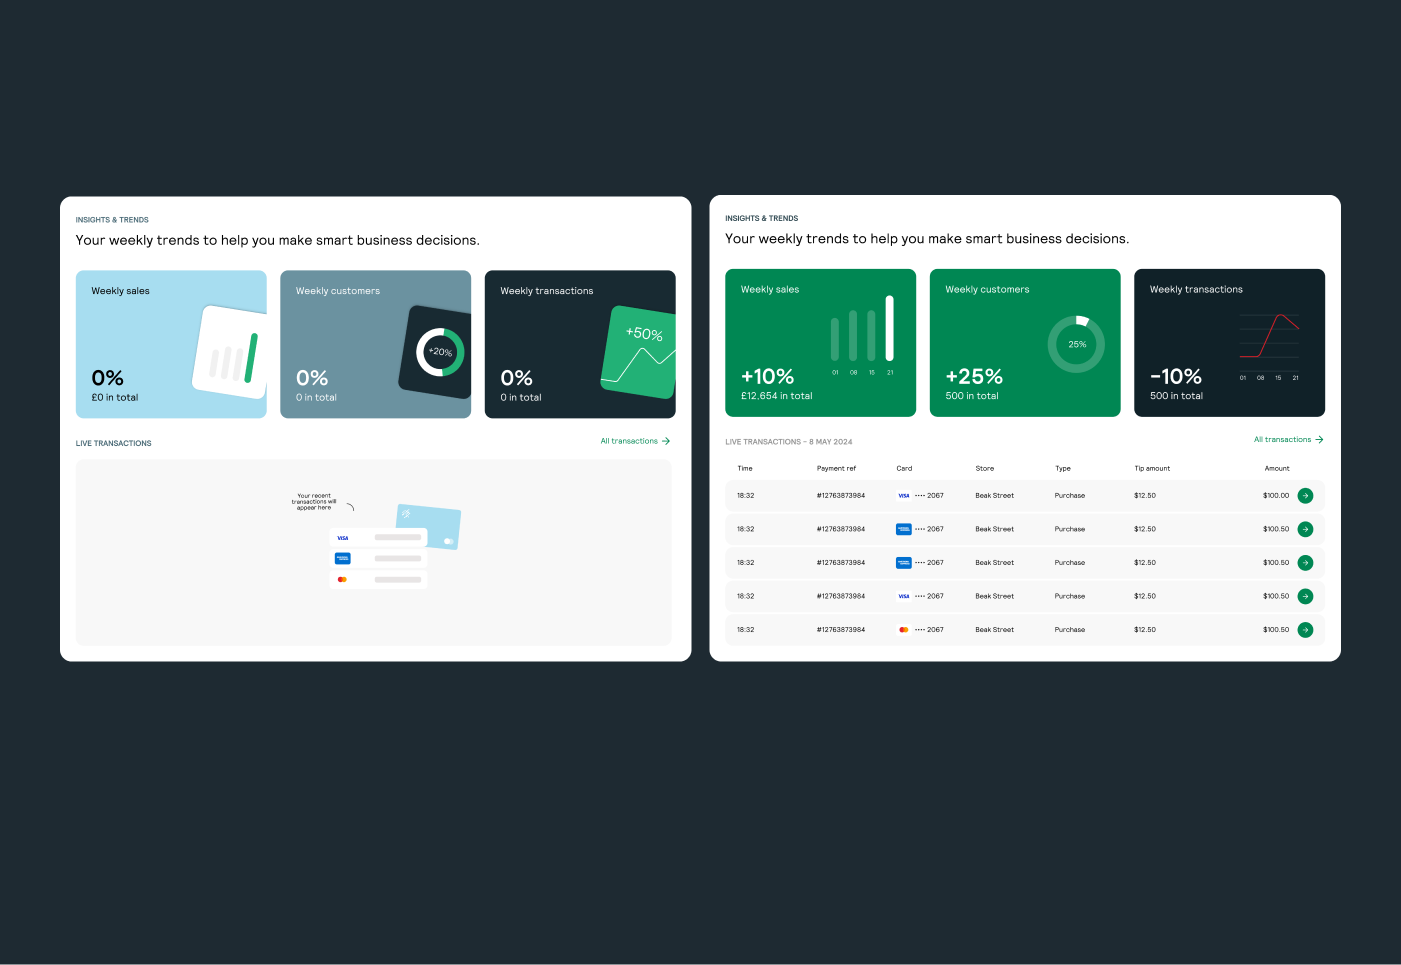 INSIGHTS & TRENDS
Your weekly trends to help you make smart business decisions.
Weekly sales
0%
£0 in total
Weekly customers
+20%
0%
0 in total
Weekly transactions
+50%
0%
0 in total
LIVE TRANSACTIONS
All transactions
Your recent
transactions will
appear here
VISA
INSIGHTS & TRENDS
Your weekly trends to help you make smart business decisions.
Weekly sales
01 08 15 21
+10%
£12,654 in total
Weekly customers
25%
+25%
500 in total
Weekly transactions
01 08 15 21
-10%
500 in total
LIVE TRANSACTIONS - 8 MAY 2024
All transactions
Time Payment ref Card Store Type Tip amount Amount
18:32 #12763873984 VISA •••• 2067 Beak Street Purchase $12.50 $100.00
18:32 #12763873984 •••• 2067 Beak Street Purchase $12.50 $100.50
18:32 #12763873984 •••• 2067 Beak Street Purchase $12.50 $100.50
18:32 #12763873984 VISA •••• 2067 Beak Street Purchase $12.50 $100.50
18:32 #12763873984 •••• 2067 Beak Street Purchase $12.50 $100.50